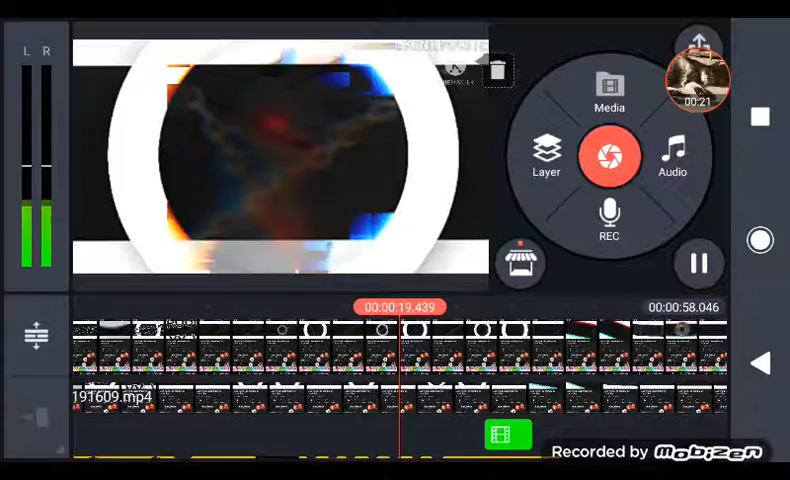 L R
KINEMASTER
Media
00:21
Layer
Audio
REC
00:00:19.439
00:00:58.046
191609.mp4
Recorded by Mobizen